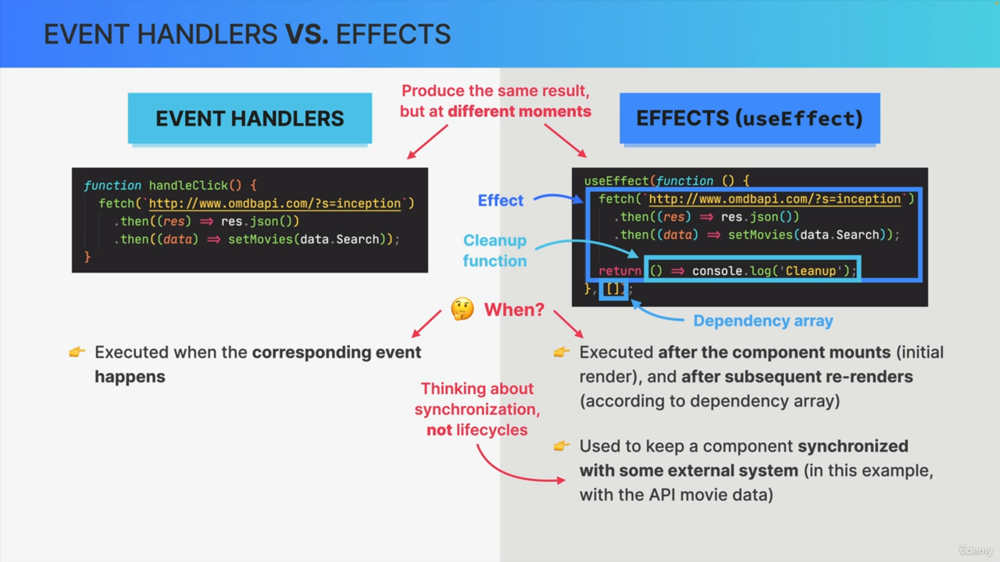 EVENT HANDLERS VS. EFFECTS
Produce the same result,
but at different moments
EVENT HANDLERS
EFFECTS (useEffect)
function handleClick() {
fetch(`http://www.omdbapi.com/?s=inception`)
.then((res) ⇒ res.json())
.then((data) ⇒ setMovies(data.Search));
}
Effect
Cleanup
function
useEffect(function () {
fetch(`http://www.omdbapi.com/?s=inception`)
.then((res) ⇒ res.json())
.then((data) ⇒ setMovies(data.Search));
return () ⇒ console.log('Cleanup');
}, []);
Dependency array
🤔 When?
👉 Executed when the corresponding event
happens
👉 Executed after the component mounts (initial
render), and after subsequent re-renders
(according to dependency array)
Thinking about
synchronization,
not lifecycles
👉 Used to keep a component synchronized
with some external system (in this example,
with the API movie data)
ûdemy